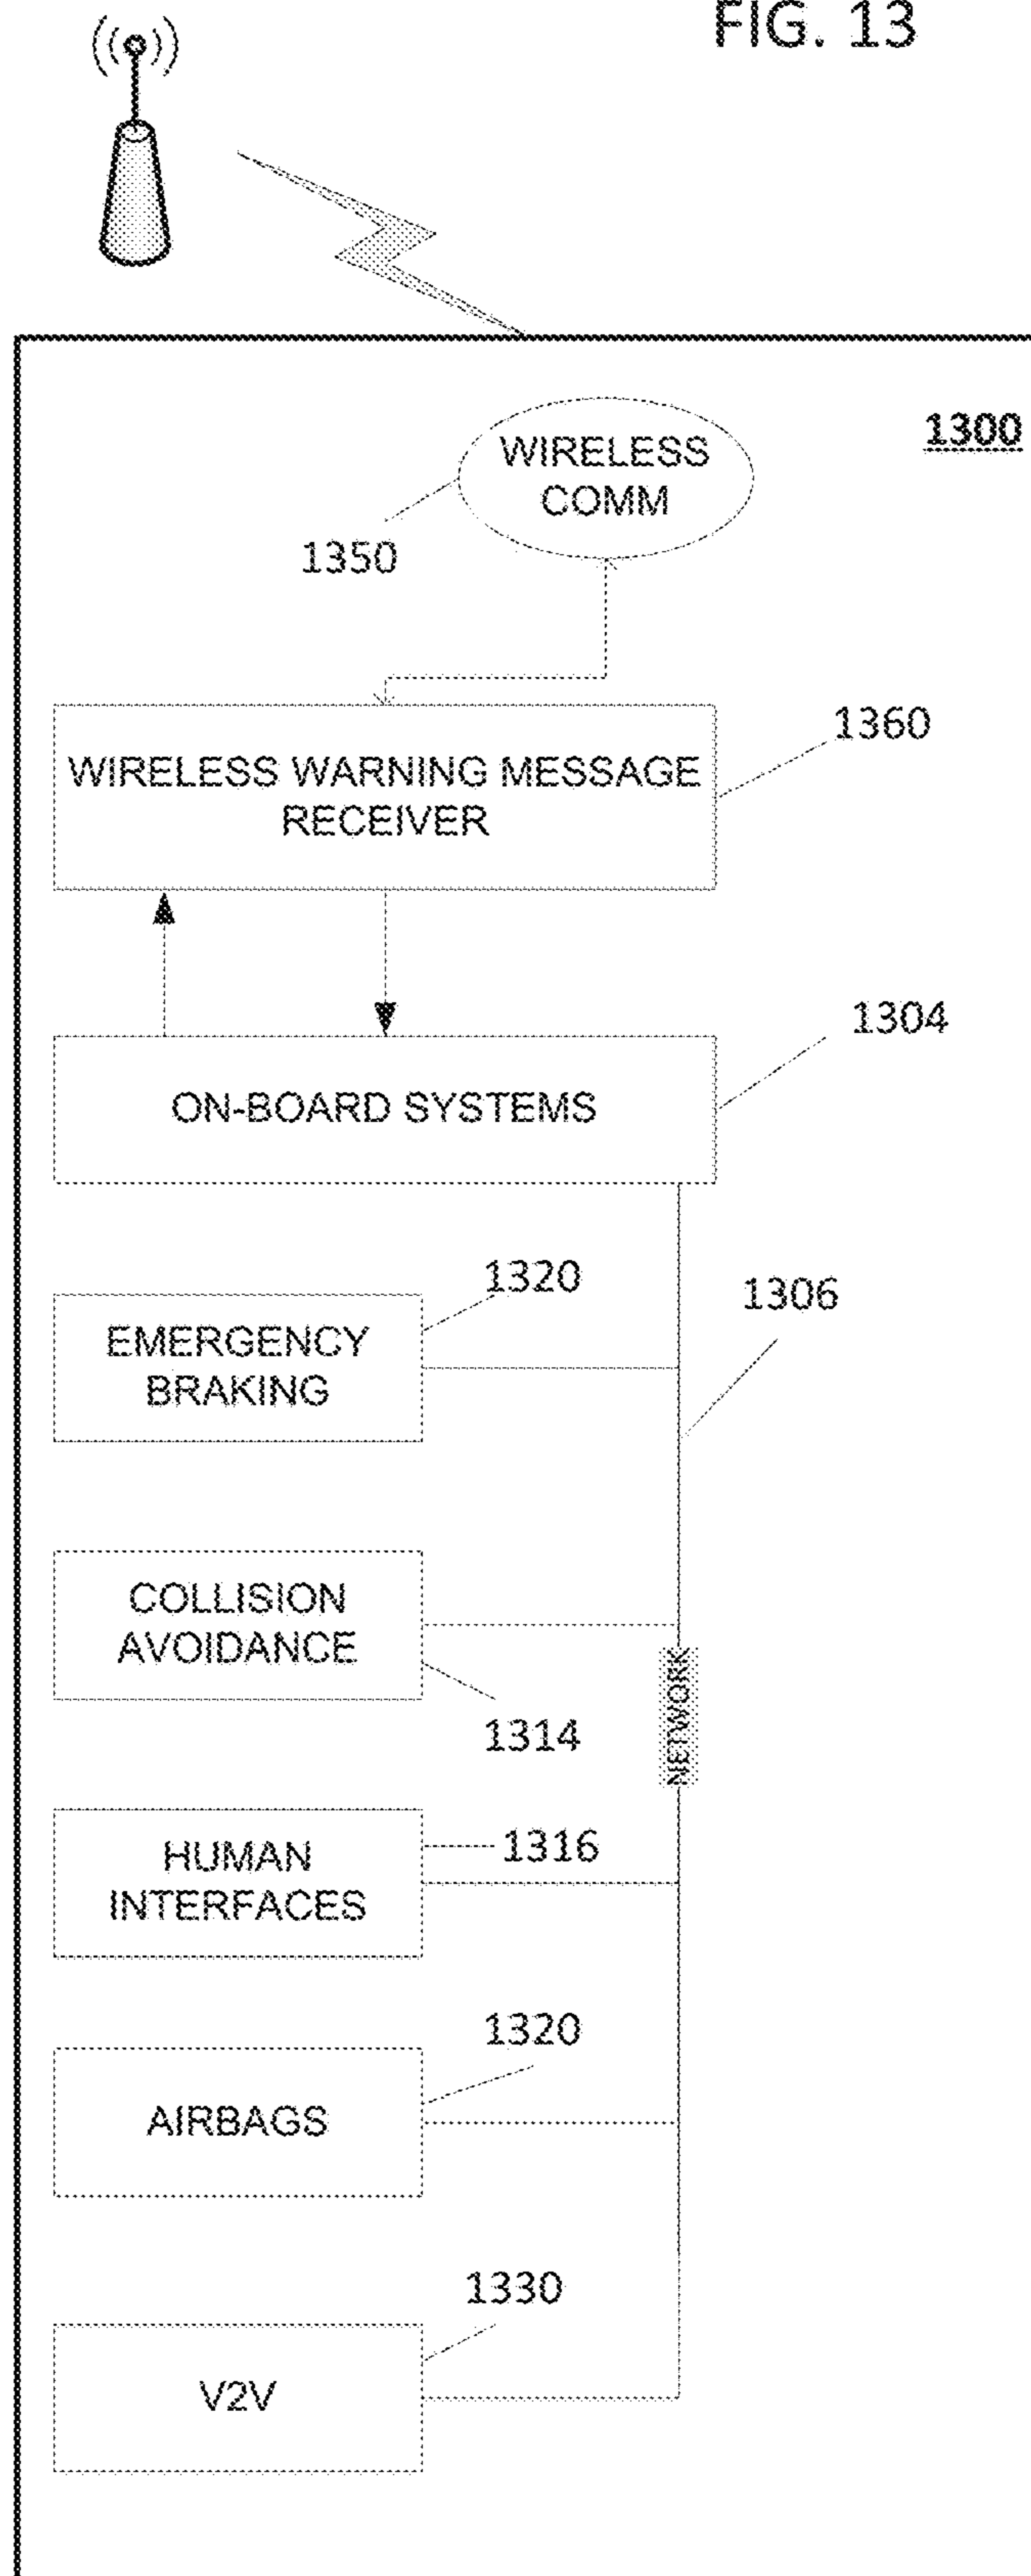 FIG. 13
1300
WIRELESS
COMM
1350
1360
WIRELESS WARNING MESSAGE
RECEIVER
1304
ON-BOARD SYSTEMS
1320
1306
EMERGENCY
BRAKING
COLLISION
AVOIDANCE
1314
NETWORK
HUMAN
INTERFACES
1316
1320
AIRBAGS
1330
V2V